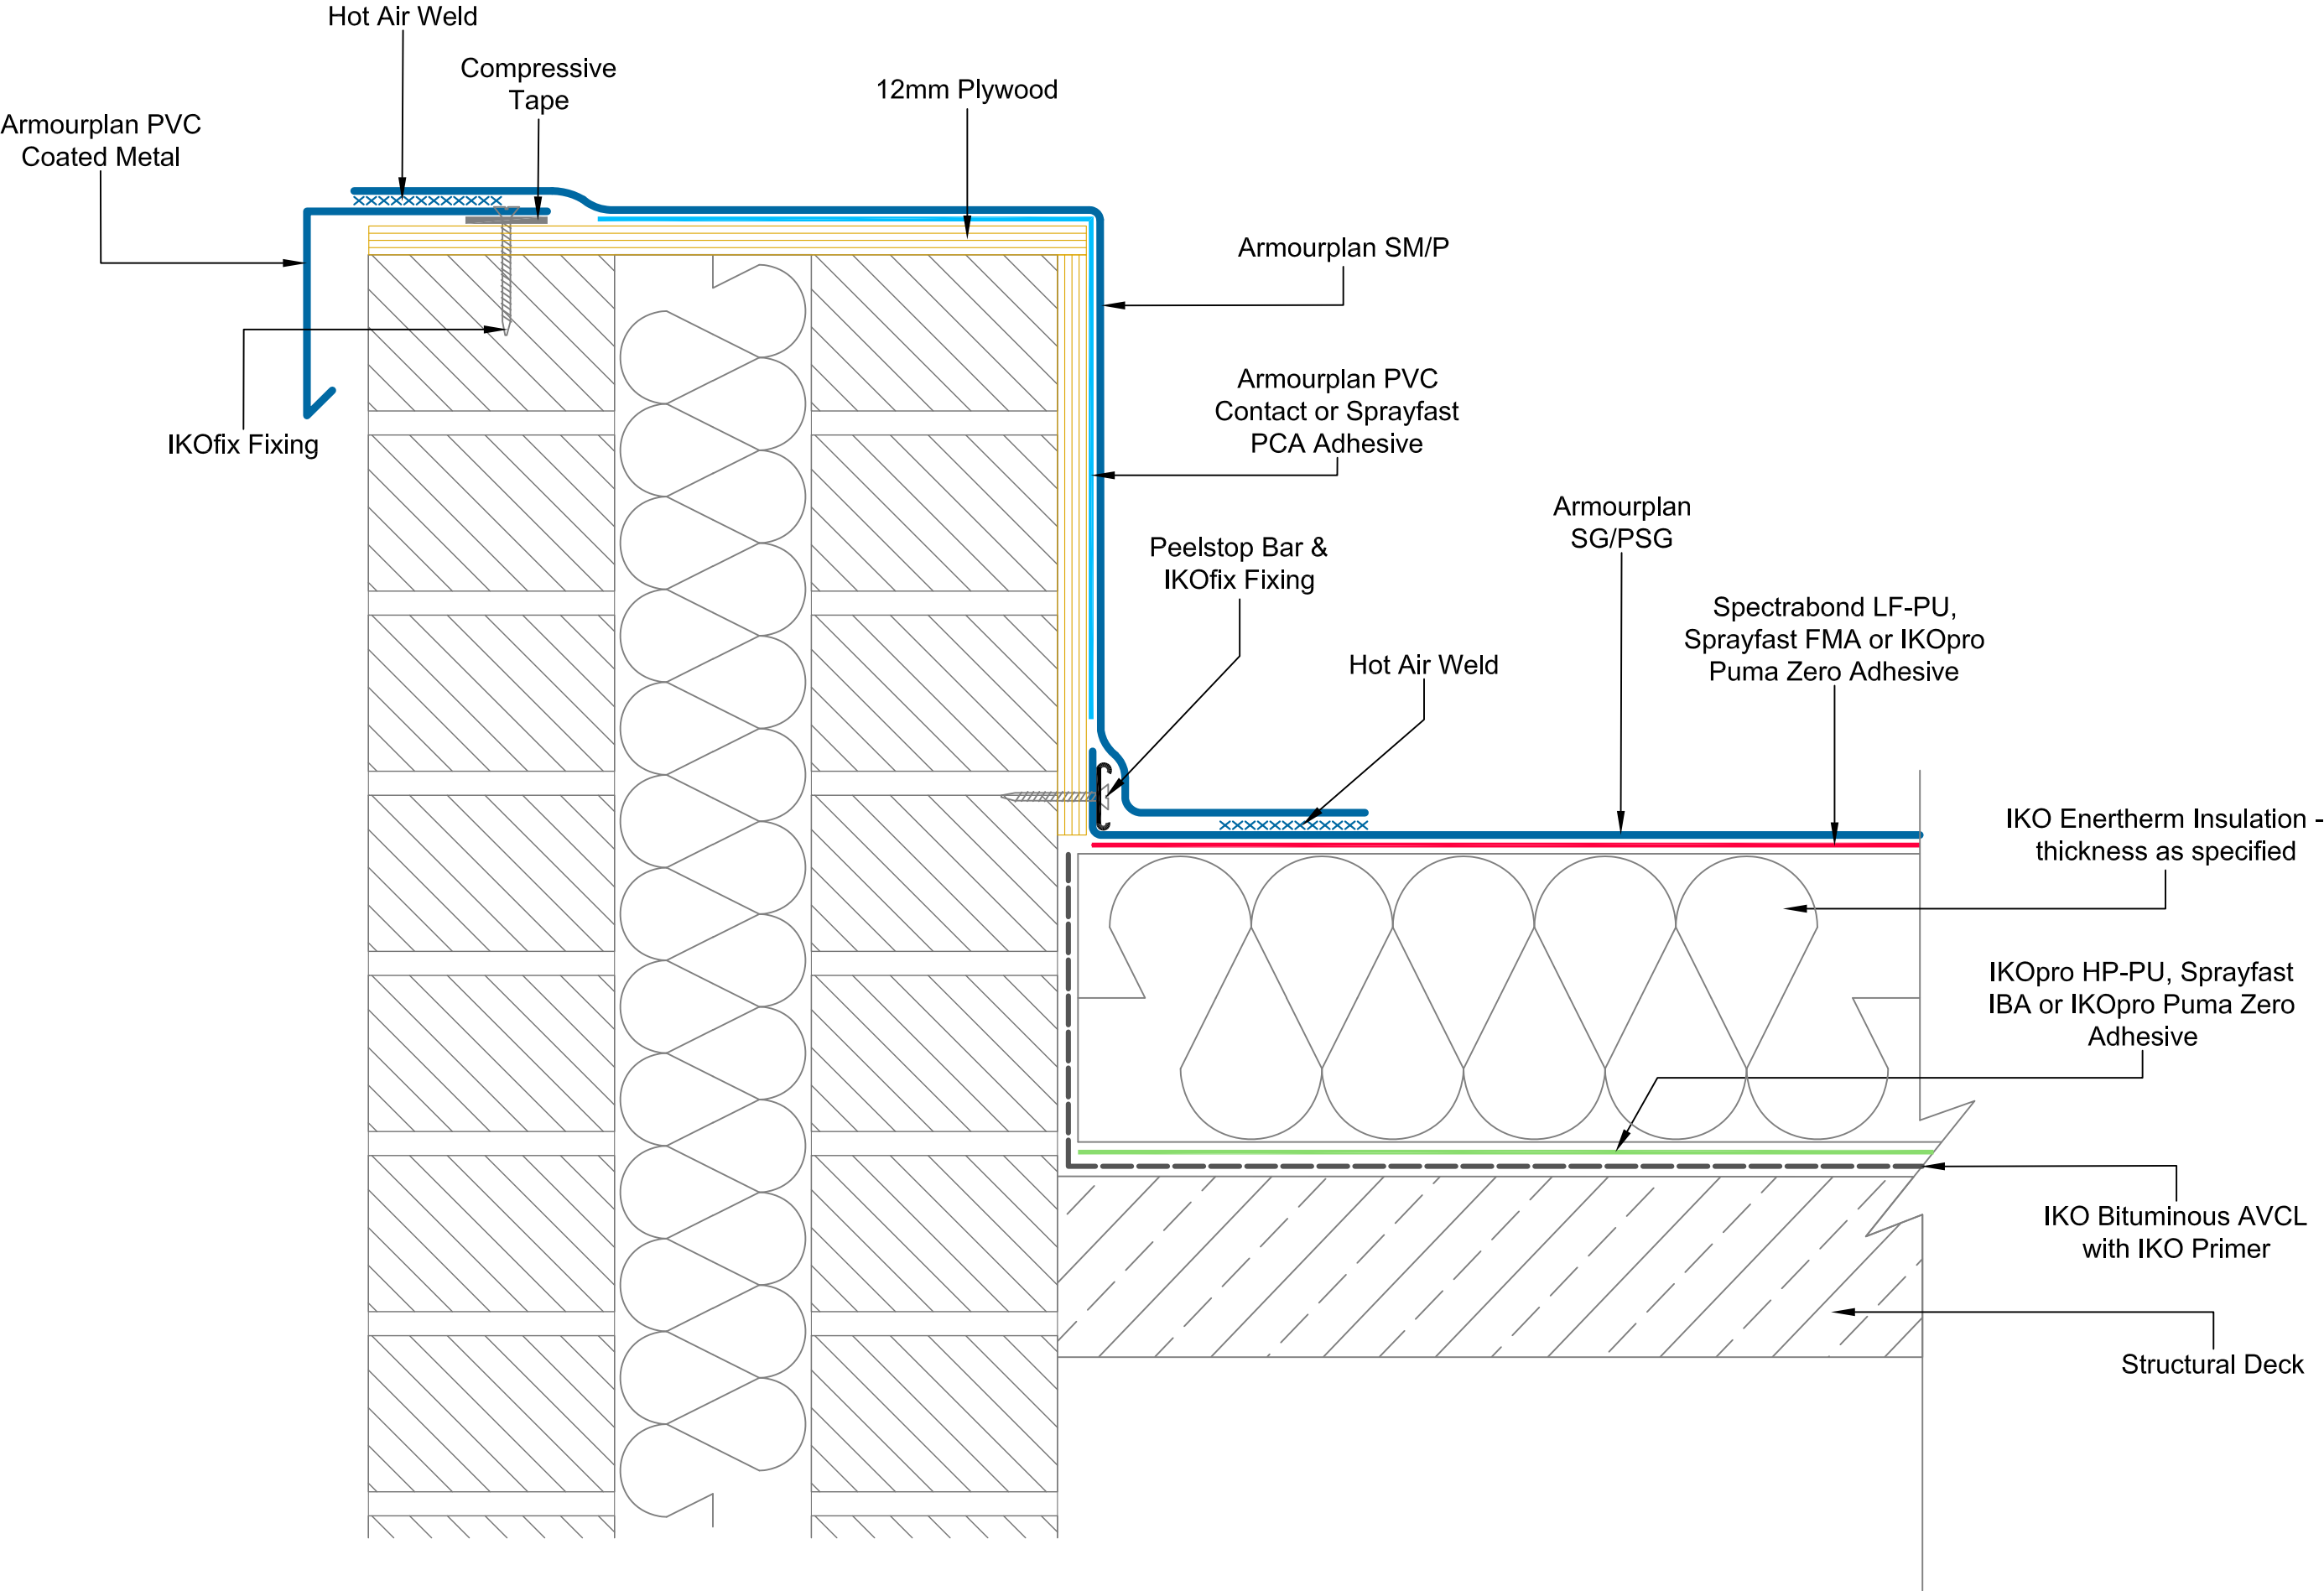 Hot Air Weld
Compressive
Tape
12mm Plywood
Armourplan PVC
Coated Metal
Armourplan SM/P
Armourplan PVC
Contact or Sprayfast
PCA Adhesive
IKOfix Fixing
Armourplan
SG/PSG
Peelstop Bar &
IKOfix Fixing
Spectrabond LF-PU,
Sprayfast FMA or IKOpro
Puma Zero Adhesive
Hot Air Weld
IKO Enertherm Insulation -
thickness as specified
IKOpro HP-PU, Sprayfast
IBA or IKOpro Puma Zero
Adhesive
IKO Bituminous AVCL
with IKO Primer
Structural Deck